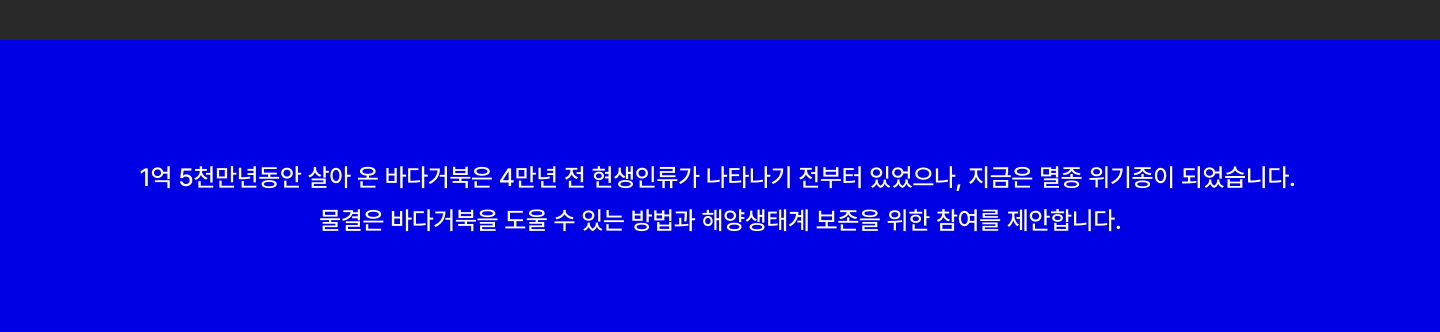 1억 5천만년동안 살아 온 바다거북은 4만년 전 현생인류가 나타나기 전부터 있었으나, 지금은 멸종 위기종이 되었습니다.
물결은 바다거북을 도울 수 있는 방법과 해양생태계 보존을 위한 참여를 제안합니다.